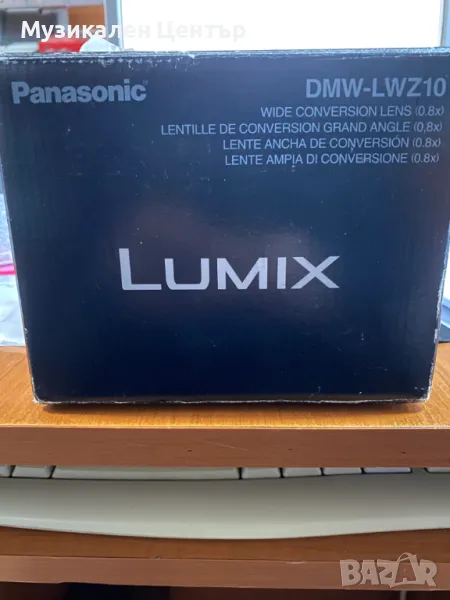 Музикален Център
Panasonic
DMW-LWZ10
WIDE CONVERSION LENS (0.8x)
LENTILLE DE CONVERSION GRAND ANGLE (0,8x)
LENTE ANCHA DE CONVERSIÓN (0.8x)
LENTE AMPIA DI CONVERSIONE (0.8x)
LUMIX
BAZAR